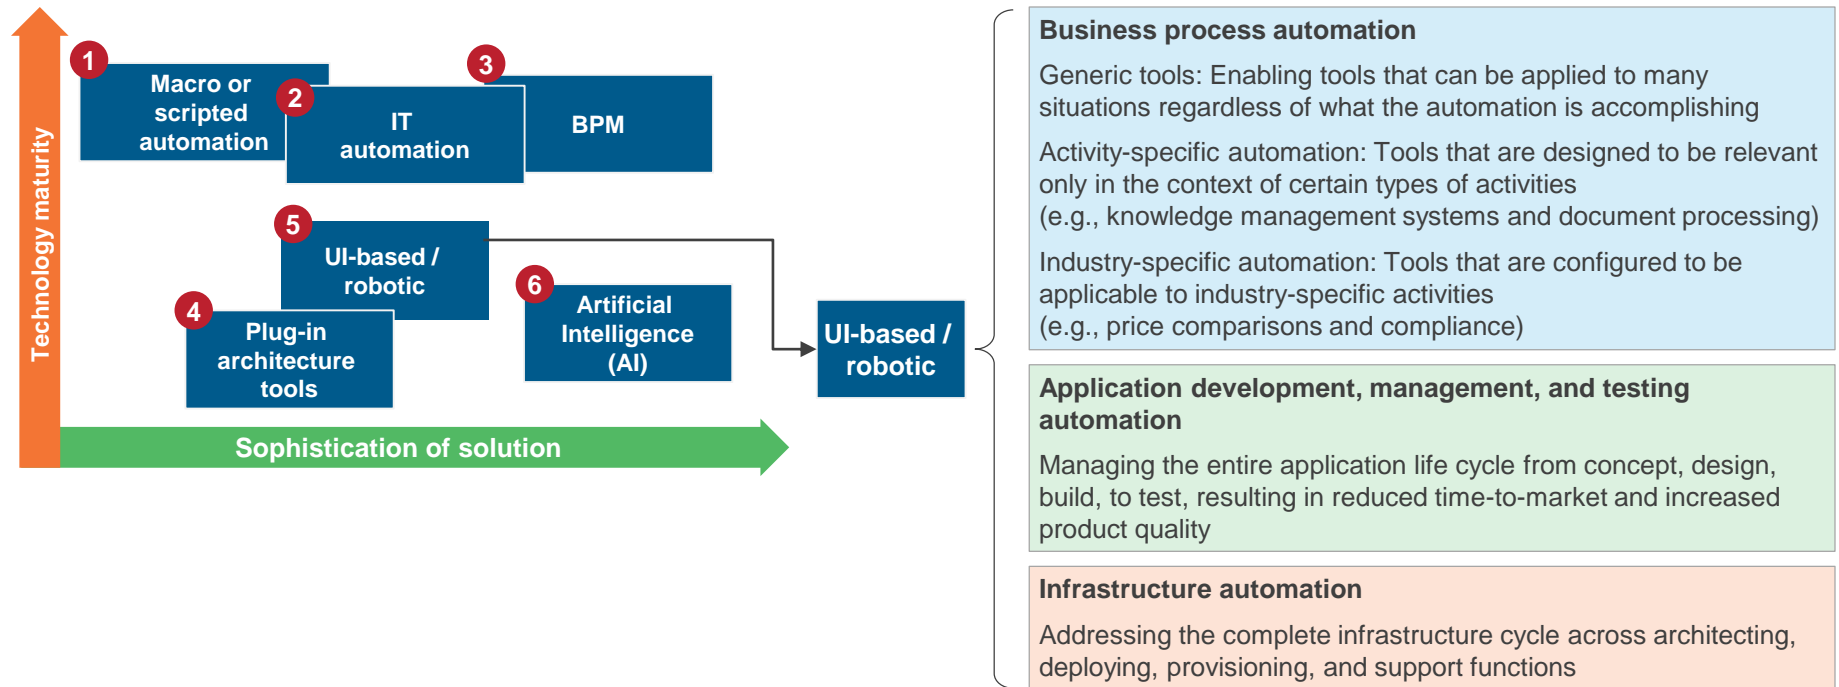 Technology maturity
1
Macro or
scripted
automation
2
IT
automation
3
BPM
5
UI-based /
robotic
4
Plug-in
architecture
tools
6
Artificial
Intelligence
(AI)
Sophistication of solution
UI-based /
robotic
Business process automation
Generic tools: Enabling tools that can be applied to many
situations regardless of what the automation is accomplishing
Activity-specific automation: Tools that are designed to be relevant
only in the context of certain types of activities
(e.g., knowledge management systems and document processing)
Industry-specific automation: Tools that are configured to be
applicable to industry-specific activities
(e.g., price comparisons and compliance)
Application development, management, and testing
automation
Managing the entire application life cycle from concept, design,
build, to test, resulting in reduced time-to-market and increased
product quality
Infrastructure automation
Addressing the complete infrastructure cycle across architecting,
deploying, provisioning, and support functions